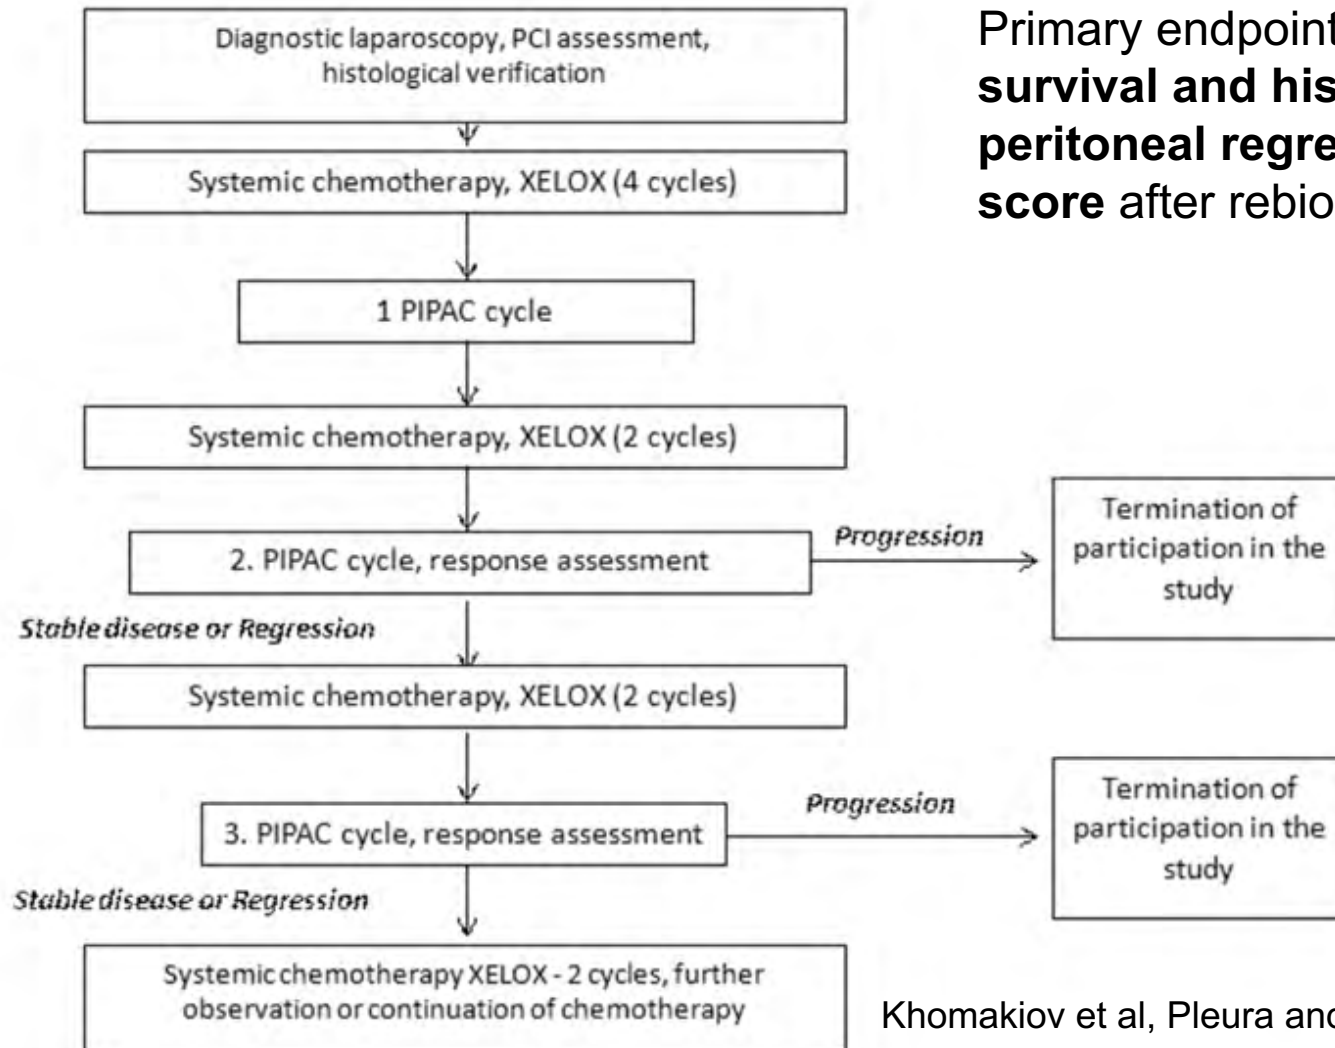 Diagnostic laparoscopy, PCI assessment,
histological verification
Systemic chemotherapy, XELOX (4 cycles)
1 PIPAC cycle
Systemic chemotherapy, XELOX (2 cycles)
2. PIPAC cycle, response assessment
Progression
Termination of
participation in the
study
Stable disease or Regression
Systemic chemotherapy, XELOX (2 cycles)
3. PIPAC cycle, response assessment
Progression
Termination of
participation in the
study
Stable disease or Regression
Systemic chemotherapy XELOX - 2 cycles, further
observation or continuation of chemotherapy
Primary endpoint
survival and
peritoneal
score after
Khomakiov et al, Pleura